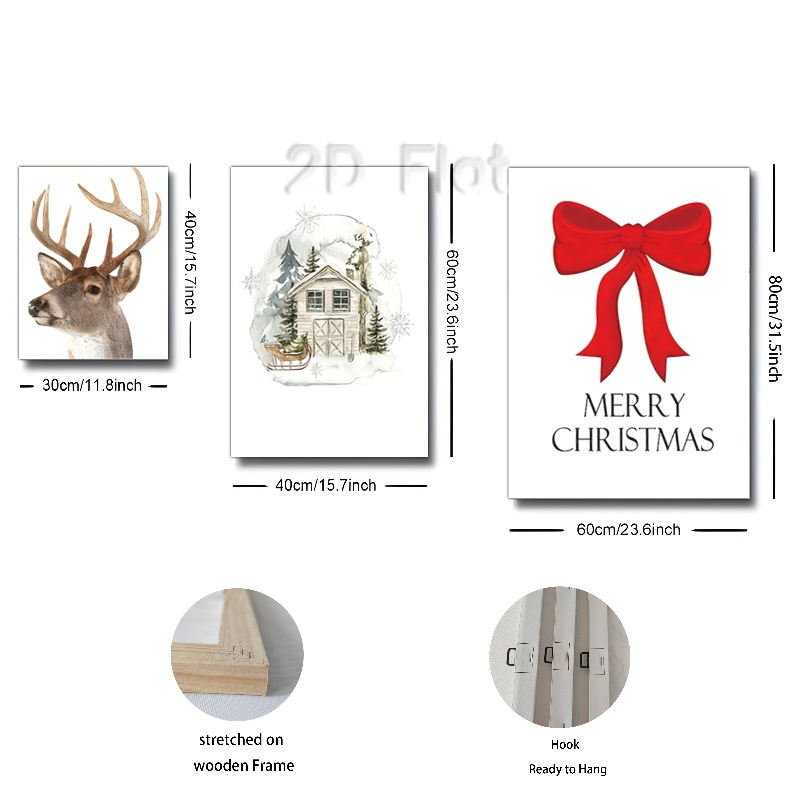 2D Flat
40cm/15.7inch
30cm/11.8inch
60cm/23.6inch
40cm/15.7inch
MERRY
CHRISTMAS
80cm/31.5inch
60cm/23.6inch
stretched on
wooden Frame
Hook
Ready to Hang